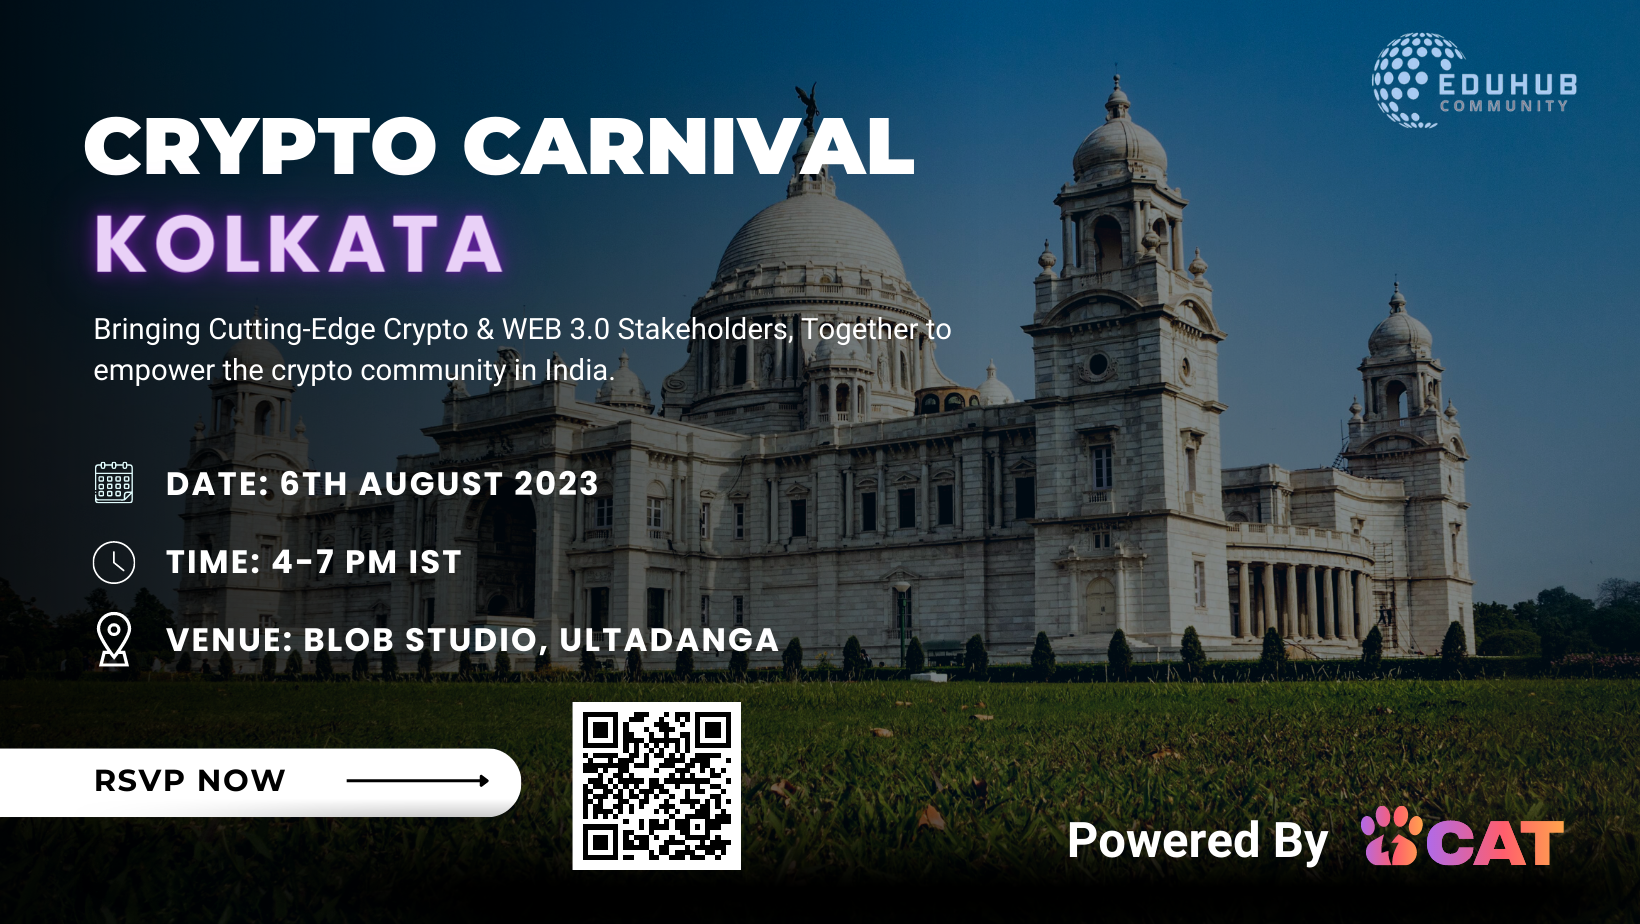 EDUHUB
COMMUNITY
CRYPTO CARNIVAL
KOLKATA
Bringing Cutting-Edge Crypto & WEB 3.0 Stakeholders, Together to
empower the crypto community in India.
DATE: 6TH AUGUST 2023
TIME: 4-7 PM IST
VENUE: BLOB STUDIO, ULTADANGA
RSVP NOW
Powered By CAT